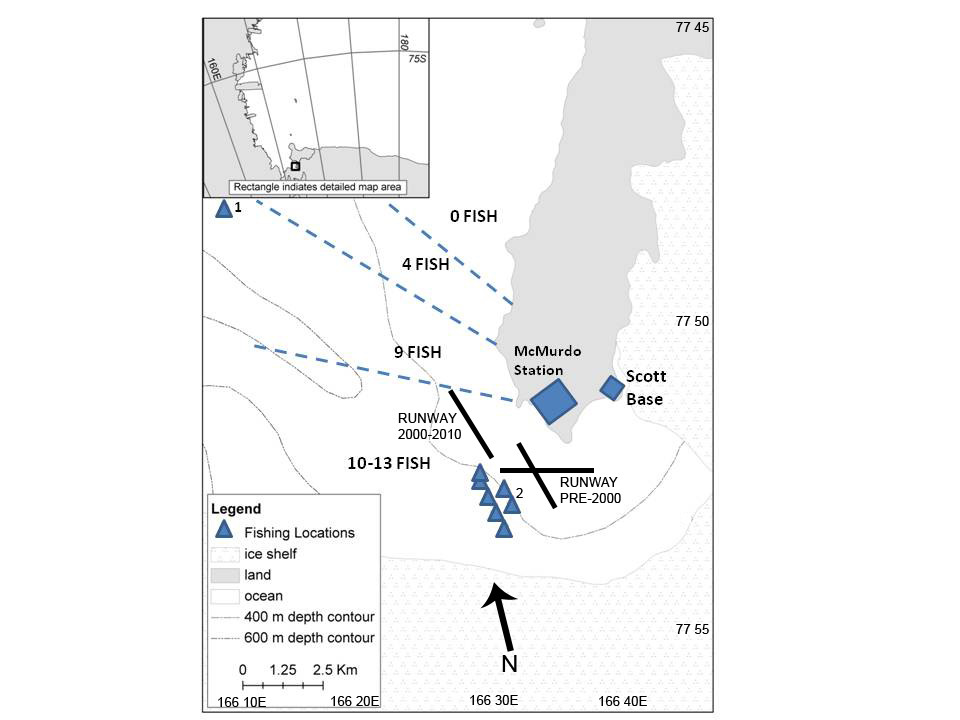 77 45
180
75S
160E
Rectangle indiates detailed map area
1
0 FISH
4 FISH
77 50
9 FISH
McMurdo
Station
Scott
Base
RUNWAY
2000-2010
10-13 FISH
2
RUNWAY
PRE-2000
Legend
Fishing Locations
ice shelf
land
ocean
400 m depth contour
600 m depth contour
0 1.25 2.5 Km
77 55
N
166 10E 166 20E 166 30E 166 40E